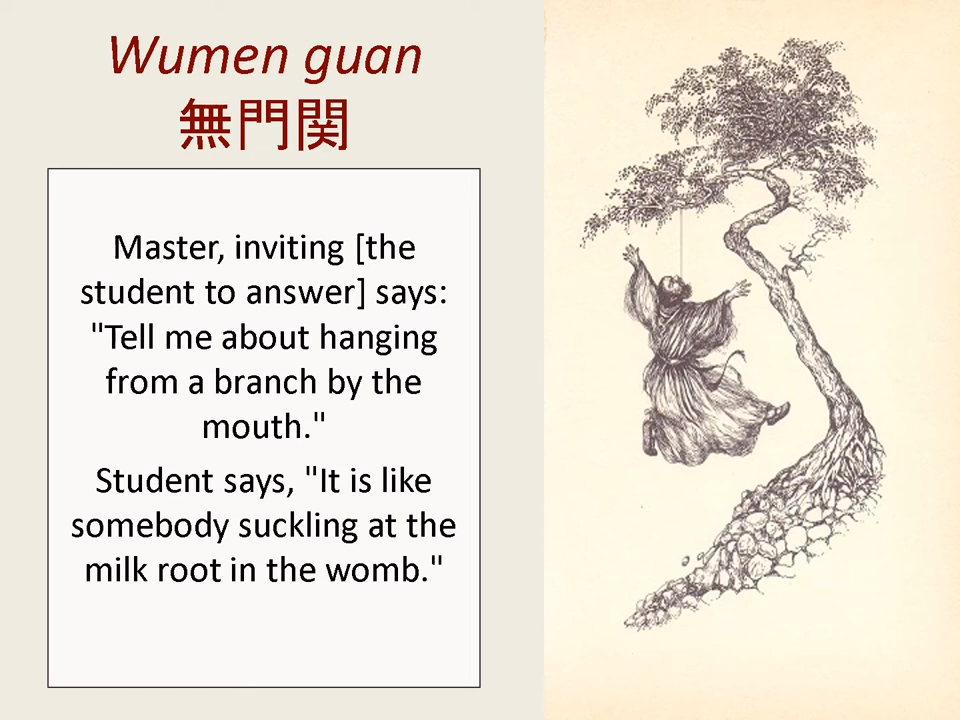 Wumen guan
無門関
Master, inviting [the
student to answer] says:
"Tell me about hanging
from a branch by the
mouth."
Student says, "It is like
somebody suckling at the
milk root in the womb."